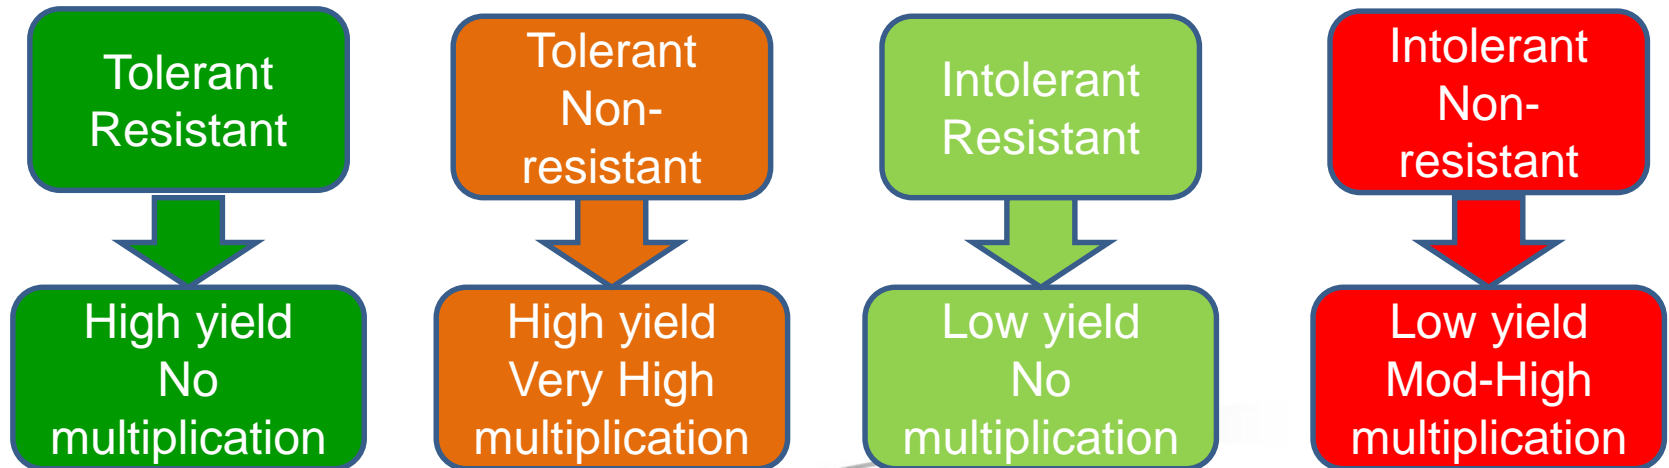 Tolerant
Resistant
Tolerant
Non-
resistant
Intolerant
Resistant
Intolerant
Non-
resistant
High yield
No
multiplication
High yield
Very High
multiplication
Low yield
No
multiplication
Low yield
Mod-High
multiplication